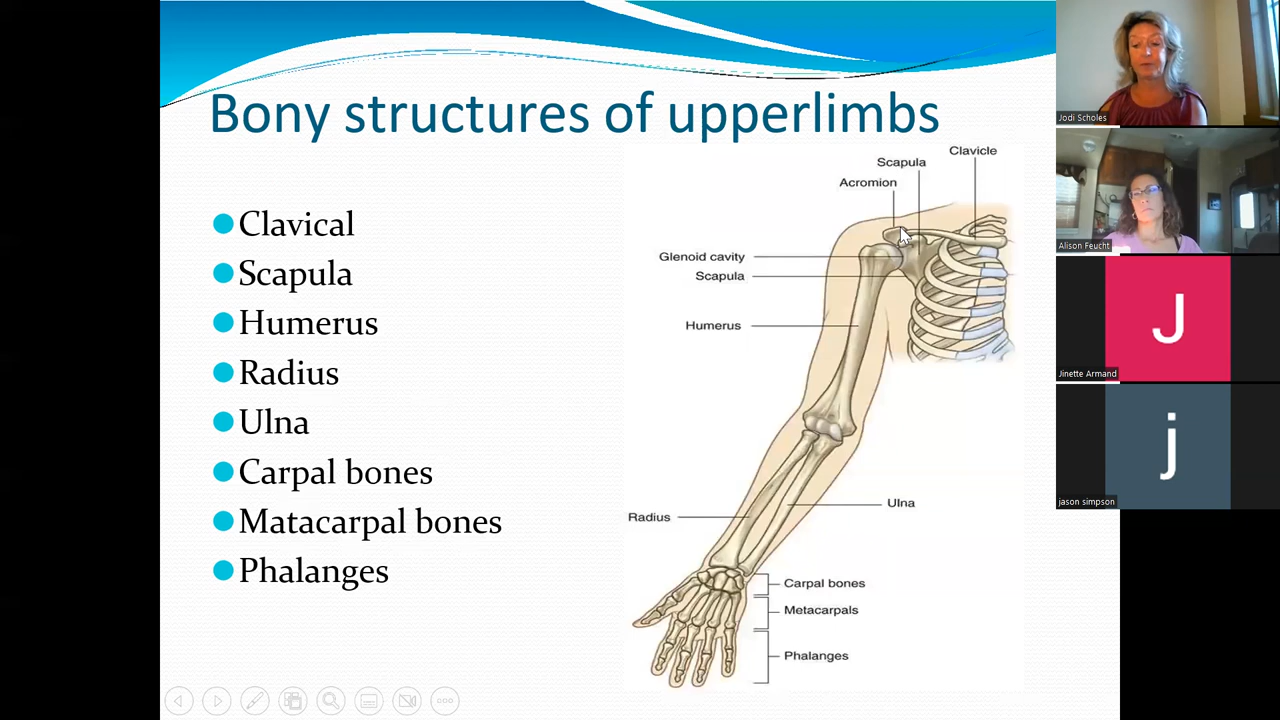 Bony structures of upperlimbs
Clavical
Scapula
Humerus
Radius
Ulna
Carpal bones
Matacarpal bones
Phalanges
Clavicle
Scapula
Acromion
Glenoid cavity
Scapula
Humerus
Ulna
Radius
Carpal bones
Metacarpals
Phalanges
Jodi Scholes
Alison Feucht
J
Jinette Armand
j
jason simpson